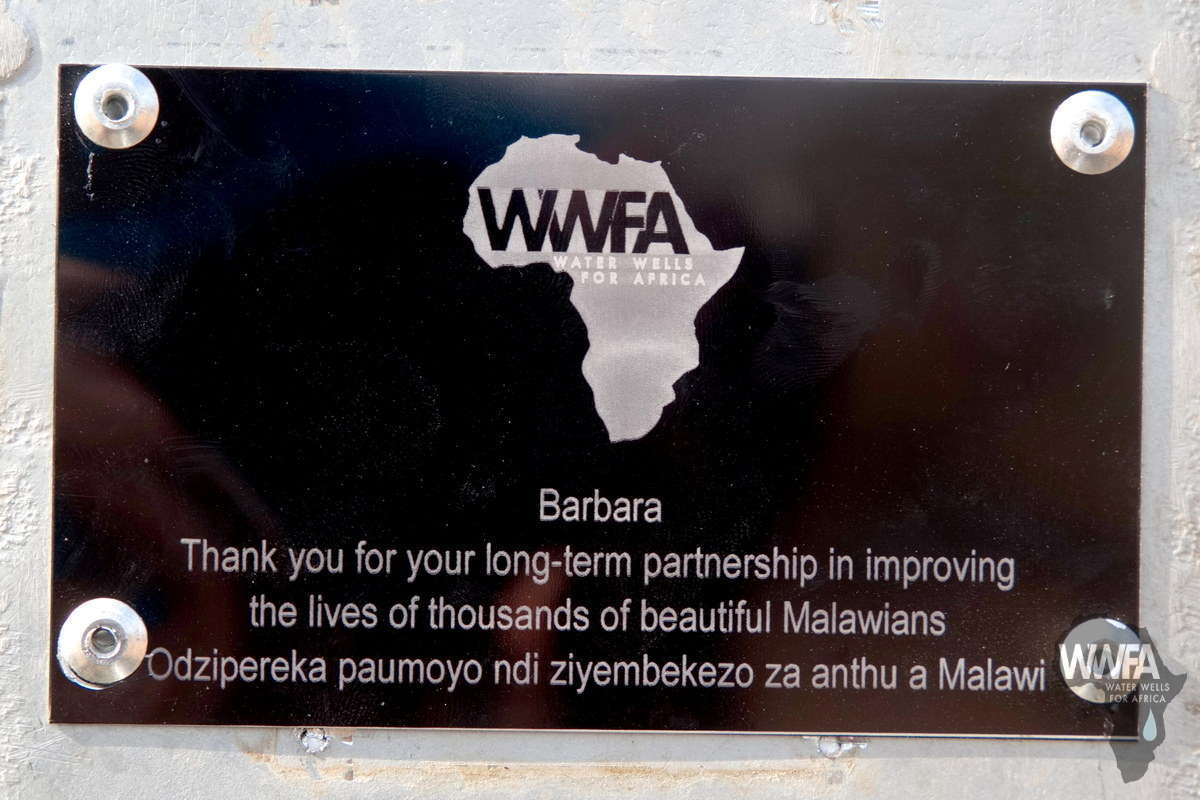 WWFA
WATER WELLS
FOR AFRICA
Barbara
Thank you for your long-term partnership in improving
the lives of thousands of beautiful Malawians
Odzipereka paumoyo ndi ziyembekezo za anthu a Malawi
WWFA
WATER WELLS
FOR AFRICA